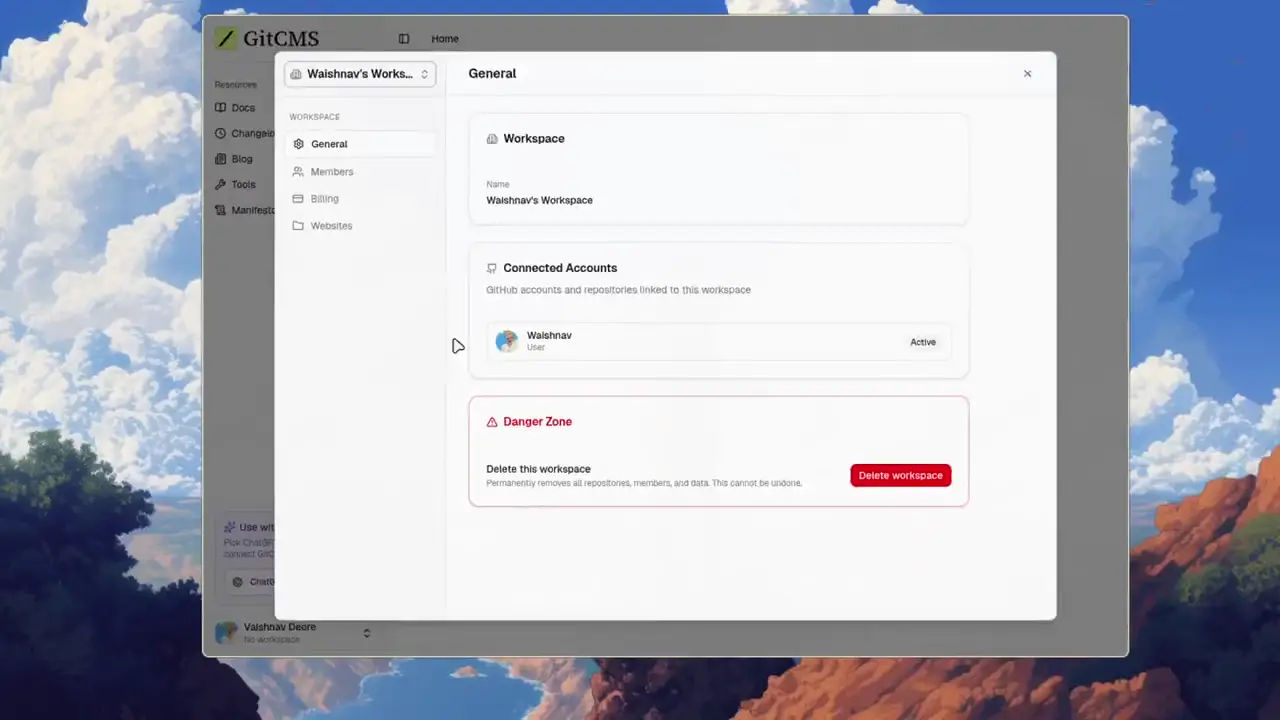 GitCMS
Home
Resources
Docs
Blog
Tools
Use
Vaishnav Deore
No workspace
Waishnav's Works...
WORKSPACE
General
Members
Billing
Websites
General
Workspace
Name
Waishnav's Workspace
Connected Accounts
GitHub accounts and repositories linked to this workspace
Waishnav
User
Active
Danger Zone
Delete this workspace
Permanently removes all repositories, members, and data. This cannot be undone.
Delete workspace